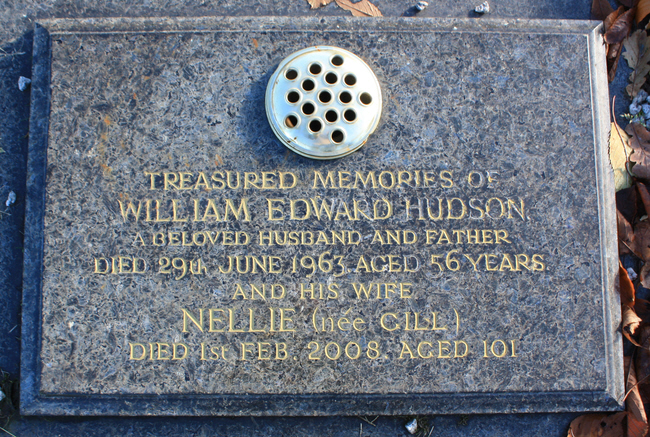 TREASURED MEMORIES OF
WILLIAM EDWARD HUDSON.
A BELOVED HUSBAND AND FATHER
DIED 29th JUNE 1963. AGED 56 YEARS.
AND HIS WIFE
NELLIE (née GILL)
DIED 1st FEB. 2008. AGED 101